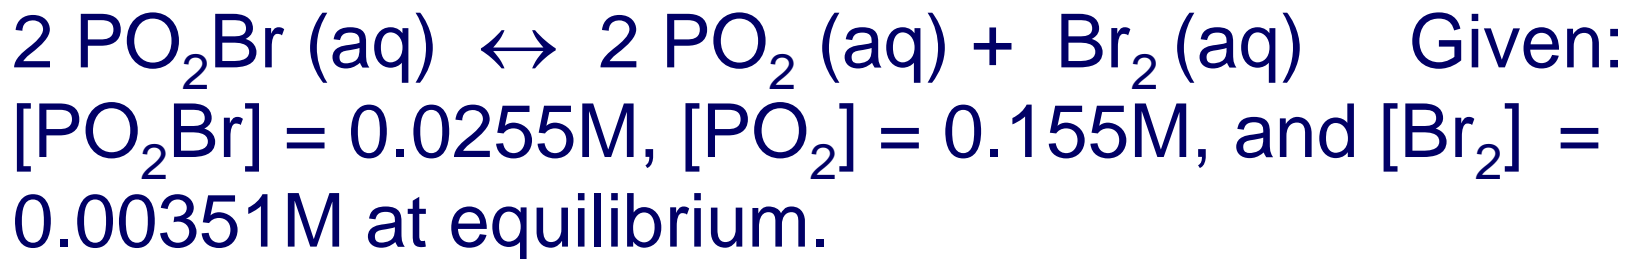 2 PO₂Br (aq) ↔ 2 PO₂ (aq) + Br₂ (aq) Given:
[PO₂Br] = 0.0255M, [PO₂] = 0.155M, and [Br₂] =
0.00351M at equilibrium.